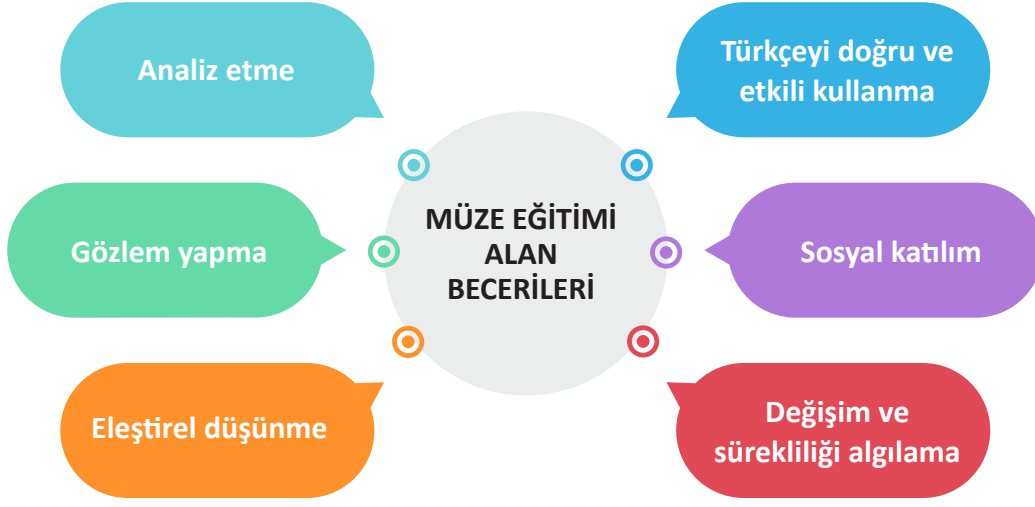 Analiz etme
Türkçeyi doğru ve
etkili kullanma
Gözlem yapma
MÜZE EĞİTİMİ
ALAN
BECERİLERİ
Sosyal katılım
Eleştirel düşünme
Değişim ve
sürekliliği algılama